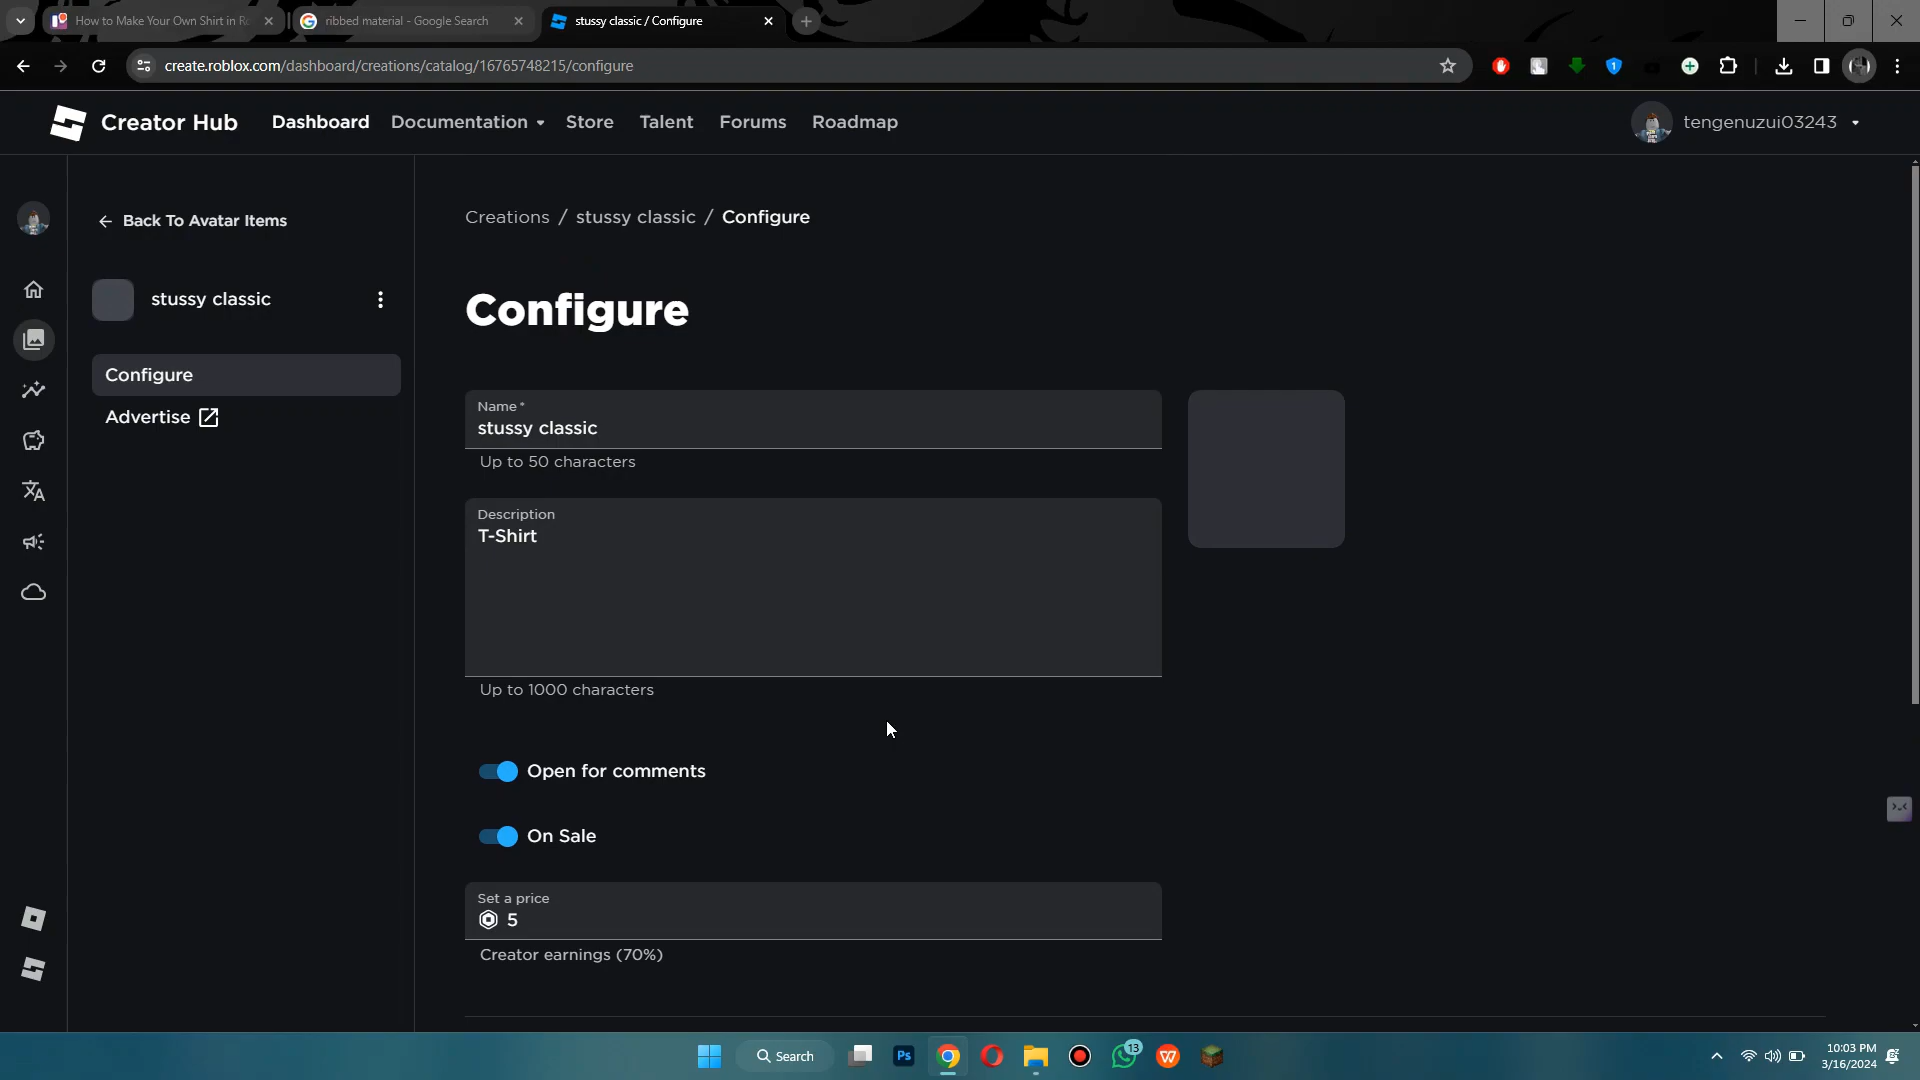 How to Make Your Own Shirt in Ro
ribbed material - Google Search
stussy classic / Configure
create.roblox.com/dashboard/creations/catalog/16765748215/configure
Creator Hub
Dashboard
Documentation
Store
Talent
Forums
Roadmap
tengenuzui03243
Back To Avatar Items
stussy classic
Configure
Advertise
Creations / stussy classic / Configure
Configure
Name*
stussy classic
Up to 50 characters
Description
T-Shirt
Up to 1000 characters
Open for comments
On Sale
Set a price
5
Creator earnings (70%)
Search
Ps
13
10:03 PM
3/16/2024